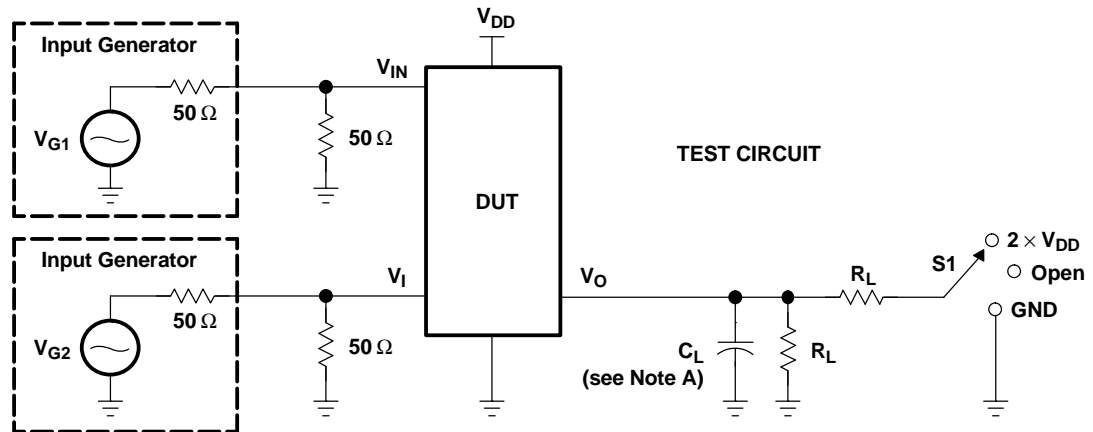 V_DD
Input Generator
V_IN
50 Ω
V_G1
50 Ω
TEST CIRCUIT
DUT
Input Generator
V_I
V_O
50 Ω
V_G2
50 Ω
C_L
(see Note A)
R_L
R_L
S1
2 × V_DD
Open
GND